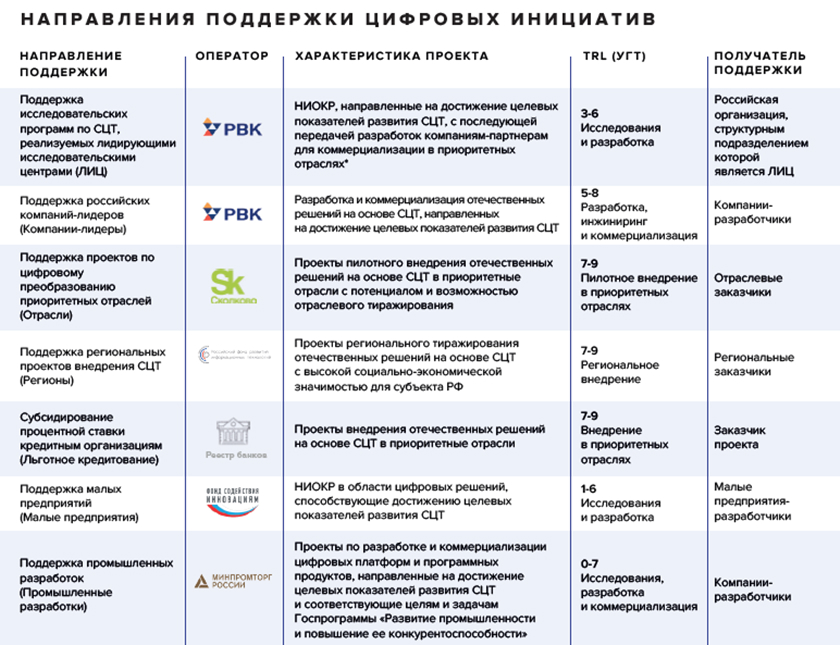 НАПРАВЛЕНИЯ ПОДДЕРЖКИ ЦИФРОВЫХ ИНИЦИАТИВ
НАПРАВЛЕНИЕ
ПОДДЕРЖКИ
ОПЕРАТОР
ХАРАКТЕРИСТИКА ПРОЕКТА
TRL (УГТ)
ПОЛУЧАТЕЛЬ
ПОДДЕРЖКИ
Поддержка
исследовательских
программ по СЦТ,
реализуемых лидирующими
исследовательскими
центрами (ЛИЦ)
РВК
НИОКР, направленные на достижение целевых
показателей развития СЦТ, с последующей
передачей разработок компаниям-партнерам
для коммерциализации в приоритетных
отраслях*
3-6
Исследования
и разработка
Российская
организация,
структурным
подразделением
которой
является ЛИЦ
Поддержка российских
компаний-лидеров
(Компании-лидеры)
РВК
Разработка и коммерциализация отечественных
решений на основе СЦТ, направленных
на достижение целевых показателей развития СЦТ
5-8
Разработка,
инжиниринг
и коммерциализация
Компании-
разработчики
Поддержка проектов по
цифровому
преобразованию
приоритетных отраслей
(Отрасли)
Sk
Сколково
Проекты пилотного внедрения отечественных
решений на основе СЦТ в приоритетные
отрасли с потенциалом и возможностью
отраслевого тиражирования
7-9
Пилотное внедрение
в приоритетных
отраслях
Отраслевые
заказчики
Поддержка региональных
проектов внедрения СЦТ
(Регионы)
Российский фонд развития
информационных технологий
Проекты регионального тиражирования
отечественных решений на основе СЦТ
с высокой социально-экономической
значимостью для субъекта РФ
7-9
Региональное
внедрение
Региональные
заказчики
Субсидирование
процентной ставки
кредитным организациям
(Льготное кредитование)
Реестр банков
Проекты внедрения отечественных решений
на основе СЦТ в приоритетные отрасли
7-9
Внедрение
в приоритетных
отраслях
Заказчик
проекта
Поддержка малых
предприятий
(Малые предприятия)
ФОНД СОДЕЙСТВИЯ
ИННОВАЦИЯМ
НИОКР в области цифровых решений,
способствующие достижению целевых
показателей развития СЦТ
1-6
Исследования
и разработка
Малые
предприятия-
разработчики
Поддержка промышленных
разработок
(Промышленные
разработки)
МИНПРОМТОРГ
РОССИИ
Проекты по разработке и коммерциализации
цифровых платформ и программных
продуктов, направленные на достижение
целевых показателей развития СЦТ
и соответствующие целям и задачам
Госпрограммы «Развитие промышленности
и повышение ее конкурентоспособности»
0-7
Исследования,
разработка
и коммерциализация
Компании-
разработчики